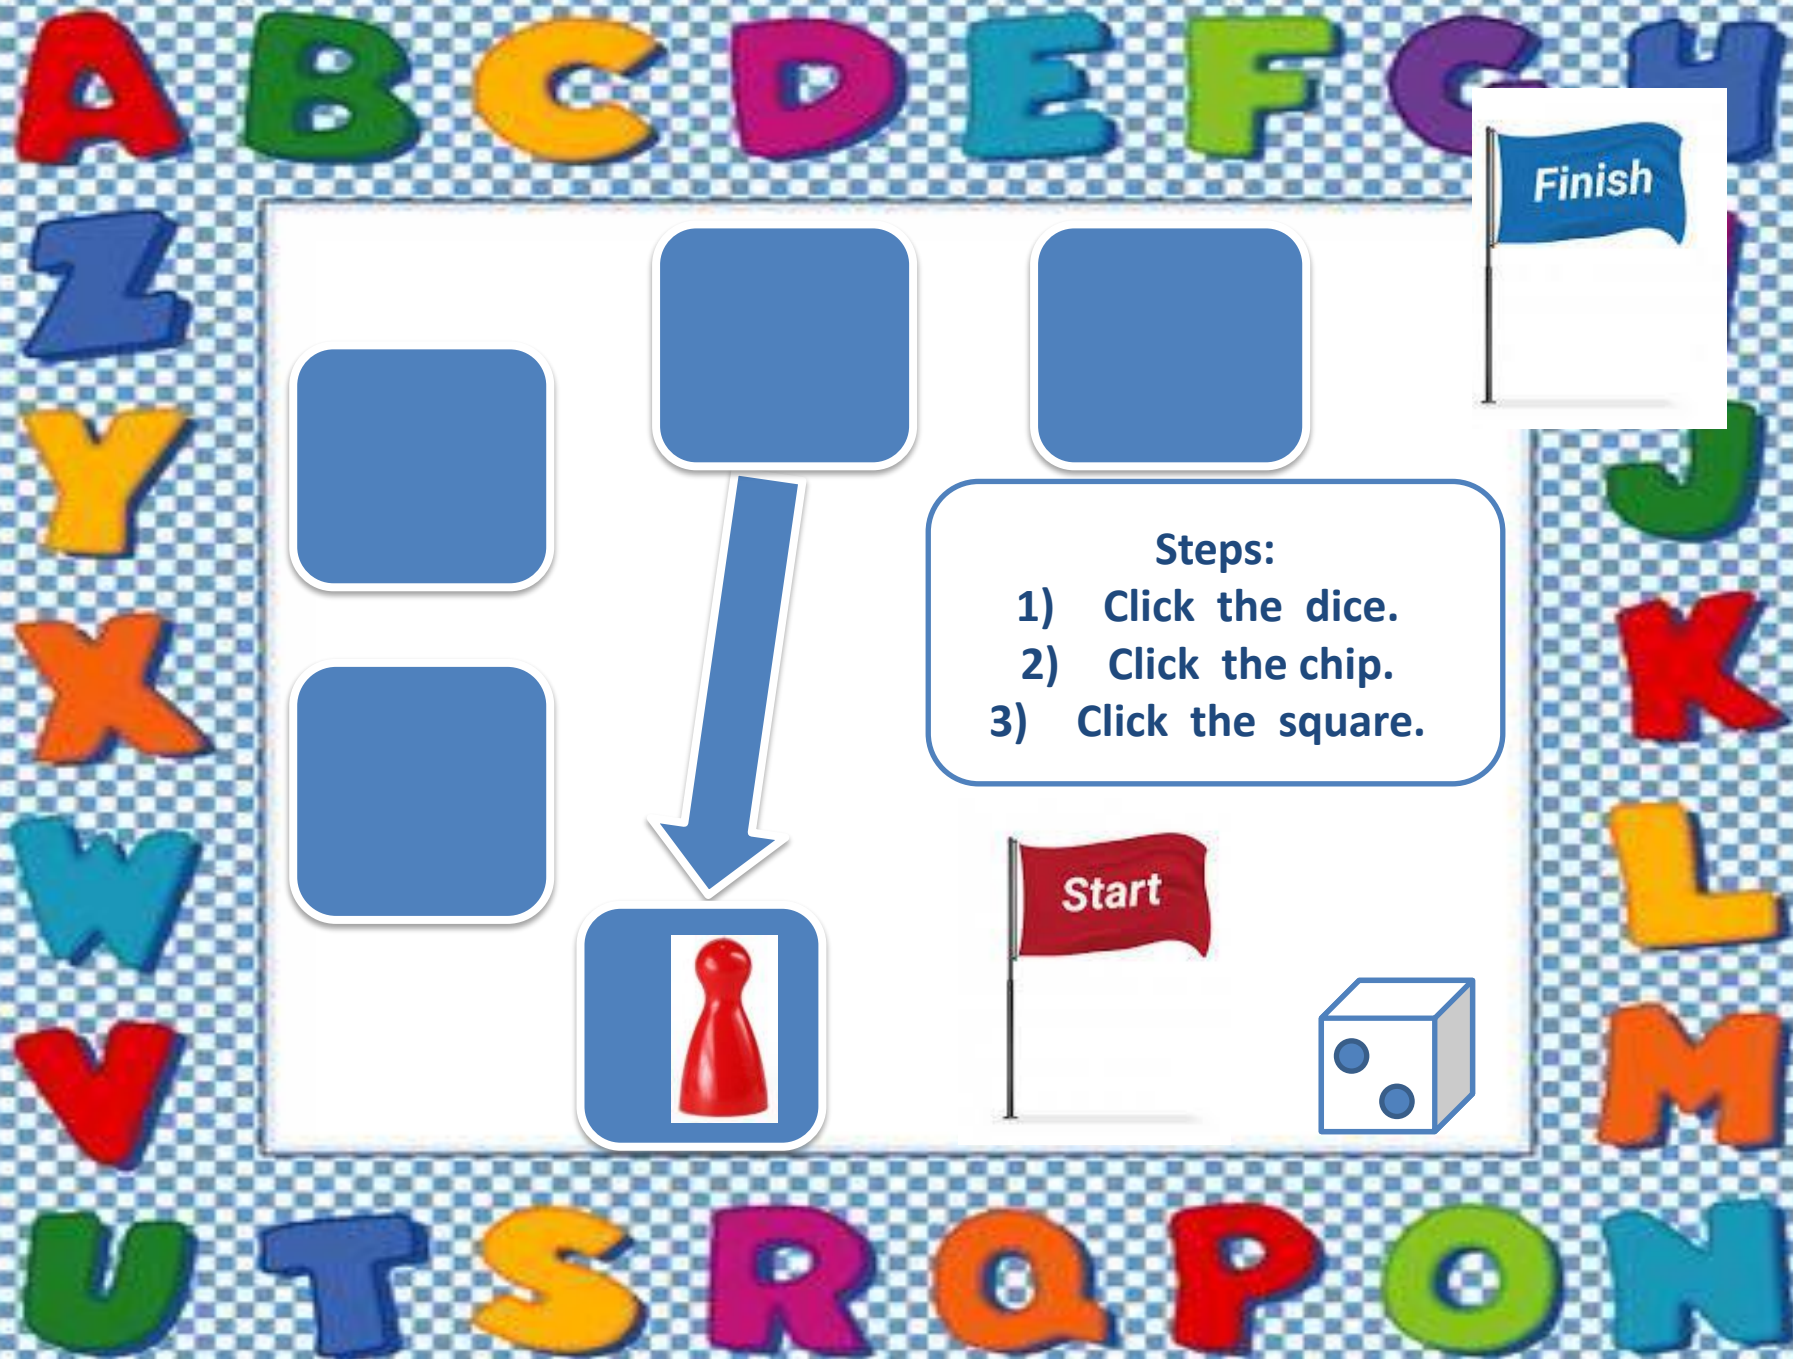 A B C D E F G H
Finish
Z
Y
J
Steps:
1) Click the dice.
2) Click the chip.
3) Click the square.
X
K
W
Start
L
V
M
U T S R Q P O N